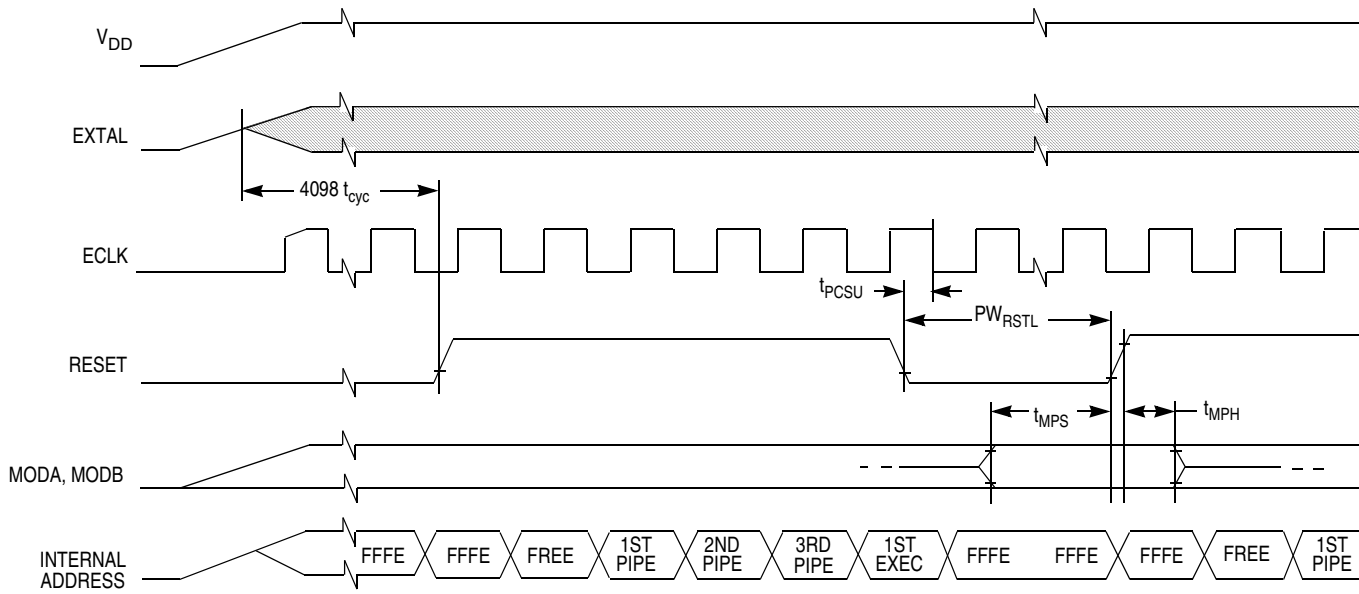 VDD
EXTAL
4098 tcyc
ECLK
tPCSU
PWRSTL
RESET
tMPS
tMPH
MODA, MODB
INTERNAL
ADDRESS
FFFE
FFFE
FREE
1ST
PIPE
2ND
PIPE
3RD
PIPE
1ST
EXEC
FFFE
FFFE
FFFE
FREE
1ST
PIPE